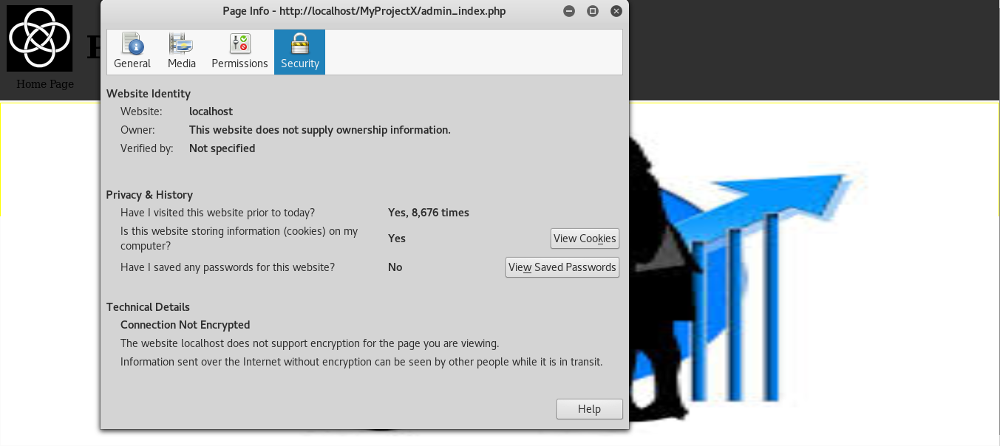 Page Info - http://localhost/MyProjectX/admin_index.php
Home Page
General Media Permissions Security
Website Identity
Website: localhost
Owner: This website does not supply ownership information.
Verified by: Not specified
Privacy & History
Have I visited this website prior to today? Yes, 8,676 times
Is this website storing information (cookies) on my
computer? Yes View Cookies
Have I saved any passwords for this website? No View Saved Passwords
Technical Details
Connection Not Encrypted
The website localhost does not support encryption for the page you are viewing.
Information sent over the Internet without encryption can be seen by other people while it is in transit.
Help